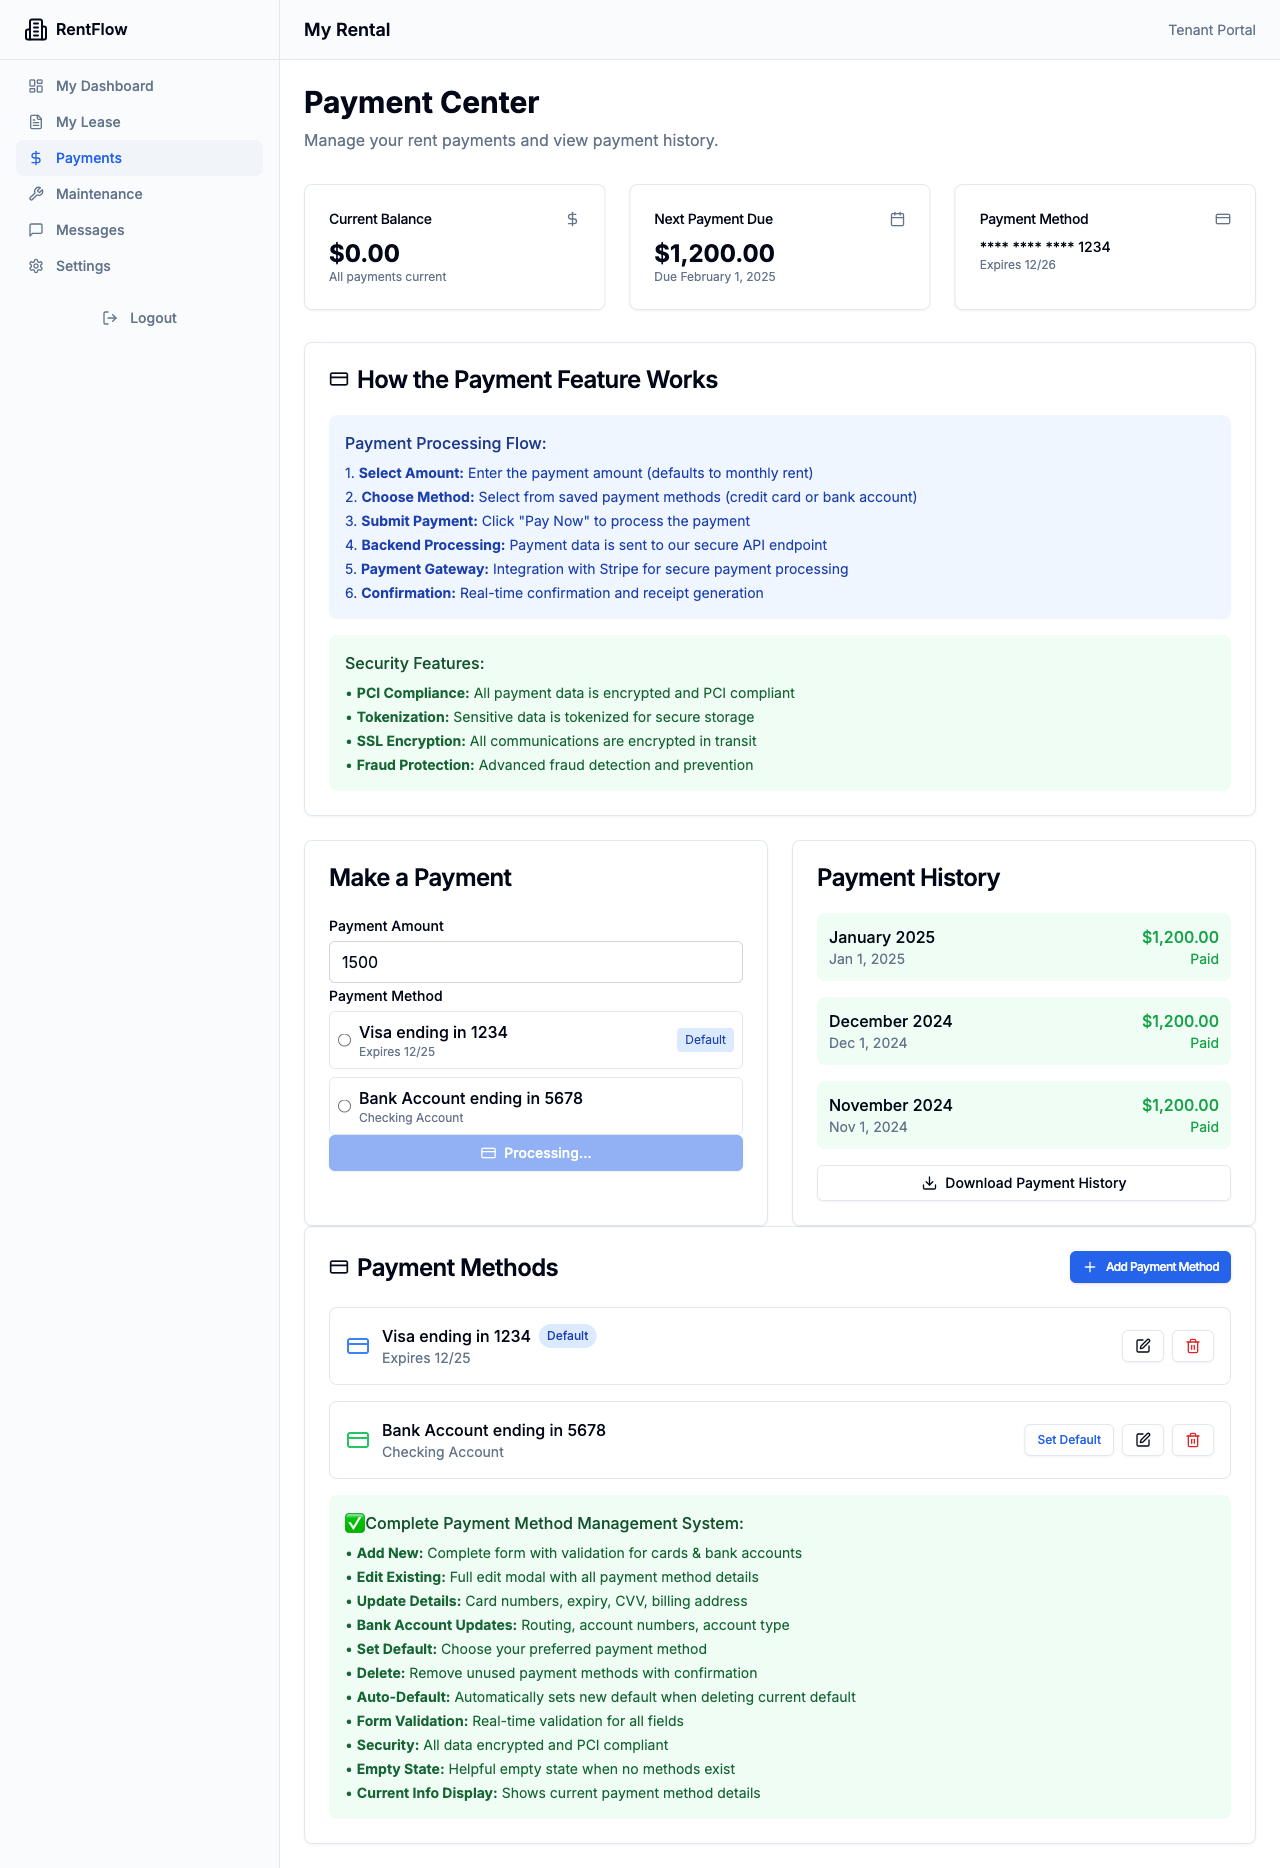 RentFlow
My Rental
Tenant Portal
My Dashboard
My Lease
Payments
Maintenance
Messages
Settings
Logout
Payment Center
Manage your rent payments and view payment history.
Current Balance
$0.00
All payments current
Next Payment Due
$1,200.00
Due February 1, 2025
Payment Method
**** **** **** 1234
Expires 12/26
How the Payment Feature Works
Payment Processing Flow:
1. Select Amount: Enter the payment amount (defaults to monthly rent)
2. Choose Method: Select from saved payment methods (credit card or bank account)
3. Submit Payment: Click "Pay Now" to process the payment
4. Backend Processing: Payment data is sent to our secure API endpoint
5. Payment Gateway: Integration with Stripe for secure payment processing
6. Confirmation: Real-time confirmation and receipt generation
Security Features:
• PCI Compliance: All payment data is encrypted and PCI compliant
• Tokenization: Sensitive data is tokenized for secure storage
• SSL Encryption: All communications are encrypted in transit
• Fraud Protection: Advanced fraud detection and prevention
Make a Payment
Payment Amount
1500
Payment Method
Visa ending in 1234
Expires 12/25
Default
Bank Account ending in 5678
Checking Account
Processing...
Payment History
January 2025 $1,200.00
Jan 1, 2025 Paid
December 2024 $1,200.00
Dec 1, 2024 Paid
November 2024 $1,200.00
Nov 1, 2024 Paid
Download Payment History
Payment Methods
Add Payment Method
Visa ending in 1234 Default
Expires 12/25
Bank Account ending in 5678
Checking Account
Set Default
✅Complete Payment Method Management System:
• Add New: Complete form with validation for cards & bank accounts
• Edit Existing: Full edit modal with all payment method details
• Update Details: Card numbers, expiry, CVV, billing address
• Bank Account Updates: Routing, account numbers, account type
• Set Default: Choose your preferred payment method
• Delete: Remove unused payment methods with confirmation
• Auto-Default: Automatically sets new default when deleting current default
• Form Validation: Real-time validation for all fields
• Security: All data encrypted and PCI compliant
• Empty State: Helpful empty state when no methods exist
• Current Info Display: Shows current payment method details